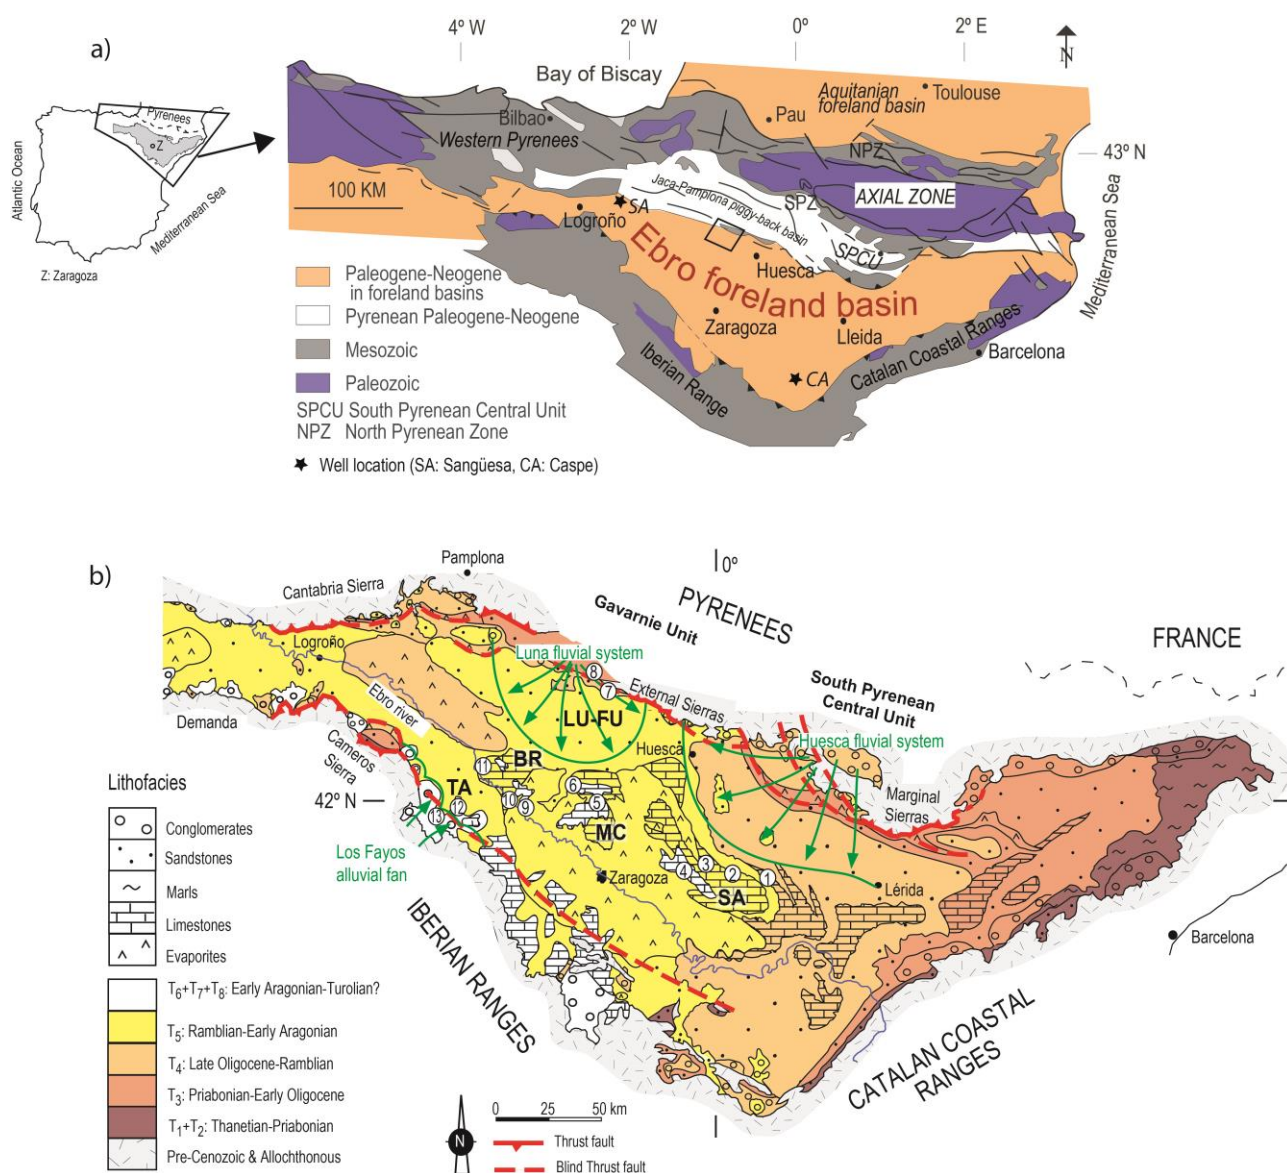 a)
4º W
2º W
0º
2º E
N
Bay of Biscay
Aquitanian
foreland basin
Toulouse
Pau
Bilbao
Western Pyrenees
NPZ
43º N
Pyrenees
Z
Atlantic Ocean
Mediterranean Sea
Z: Zaragoza
100 KM
Jaca-Pamplona piggy-back basin
SPZ
AXIAL ZONE
SA
Logroño
SPCU
Huesca
Ebro foreland basin
Mediterranean Sea
Zaragoza
Lleida
Iberian Range
CA
Catalan Coastal Ranges
Barcelona
Paleogene-Neogene
in foreland basins
Pyrenean Paleogene-Neogene
Mesozoic
Paleozoic
SPCU South Pyrenean Central Unit
NPZ North Pyrenean Zone
Well location (SA: Sangüesa, CA: Caspe)
b)
Pamplona
0º
Cantabria Sierra
Gavarnie Unit
PYRENEES
FRANCE
Logroño
Luna fluvial system
8
7
External Sierras
South Pyrenean
Central Unit
Ebro river
LU-FU
Huesca
Huesca fluvial system
Demanda
Cameros
Sierra
BR
11
6
Marginal
Sierras
42º N
TA
12
10
9
5
13
MC
Los Fayos
alluvial fan
Zaragoza
3
4
2
1
SA
Lérida
Barcelona
IBERIAN RANGES
CATALAN COASTAL
RANGES
Lithofacies
Conglomerates
Sandstones
Marls
Limestones
Evaporites
T6+T7+T8: Early Aragonian-Turolian?
T5: Ramblian-Early Aragonian
T4: Late Oligocene-Ramblian
T3: Priabonian-Early Oligocene
T1+T2: Thanetian-Priabonian
Pre-Cenozoic & Allochthonous
N
0 25 50 km
Thrust fault
Blind Thrust fault